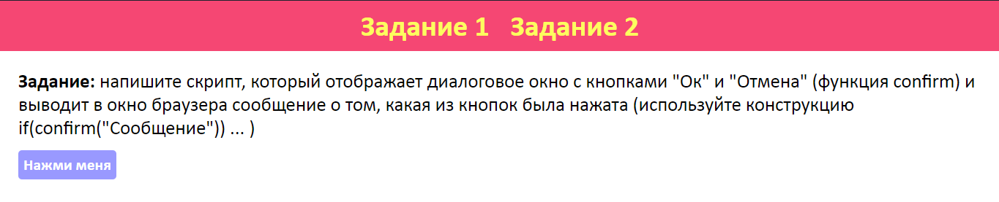 Задание 1 Задание 2
Задание: напишите скрипт, который отображает диалоговое окно с кнопками "Ок" и "Отмена" (функция confirm) и
выводит в окно браузера сообщение о том, какая из кнопок была нажата (используйте конструкцию
if(confirm("Сообщение")) ... )
Нажми меня